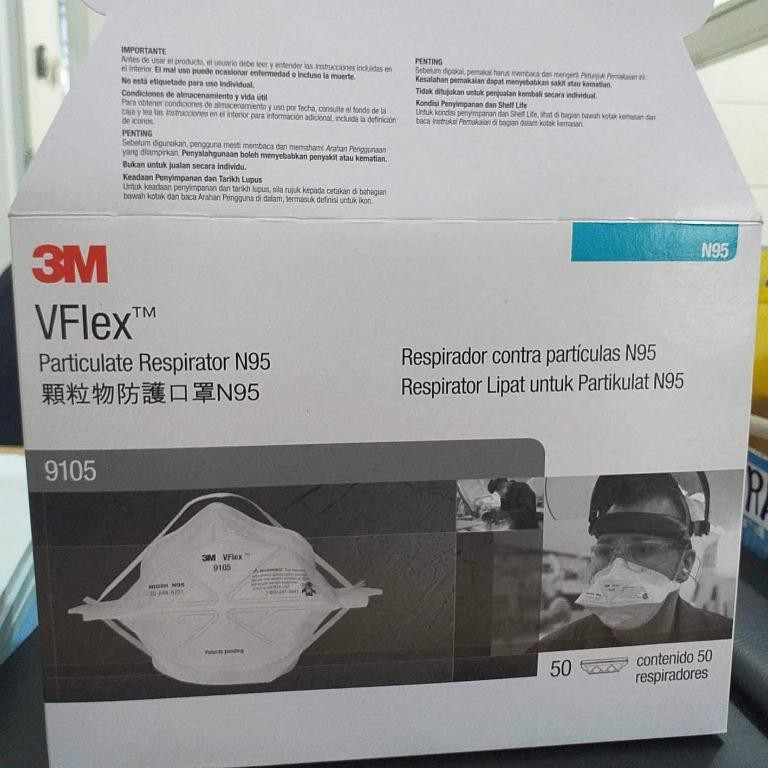 IMPORTANTE
Antes de usar el producto, el usuario debe leer y entender las Instrucciones incluidas en
el interior. El mal uso puede ocasionar enfermedad o incluso la muerte.
No está etiquetado para uso individual.
Condiciones de almacenamiento y vida útil
Para obtener condiciones de almacenamiento y uso por fecha, consulte el fondo de la
caja y lea las Instrucciones en el interior para información adicional, incluida la definición
de iconos.
PENTING
Sebelum digunakan, pengguna mesti membaca dan memahami Arahan Penggunaan
yang dilampirkan. Penyalahgunaan boleh menyebabkan penyakit atau kematian.
Bukan untuk jualan secara individu.
Keadaan Penyimpanan dan Tarikh Lupus
Untuk keadaan penyimpanan dan tarikh lupus, sila rujuk kepada cetakan di bahagian
bawah kotak dan baca Arahan Pengguna di dalam, termasuk definisi untuk ikon.
PENTING
Sebelum dipakai, pemakai harus membaca dan mengerti Petunjuk Pemakaian ini.
Kesalahan pemakaian dapat menyebabkan sakit atau kematian.
Tidak ditujukan untuk penjualan kembali secara individual.
Kondisi Penyimpanan dan Shelf Life
Untuk kondisi penyimpanan dan Shelf Life, lihat di bagian bawah kotak kemasan dan
baca Instruksi Pemakaian di bagian dalam kotak kemasan.
3M
N95
VFlex™
Particulate Respirator N95
顆粒物防護口罩N95
Respirador contra partículas N95
Respirator Lipat untuk Partikulat N95
9105
3M VFlex™
9105
NIOSH N95
WARNING
Patents pending
50
contenido 50
respiradores